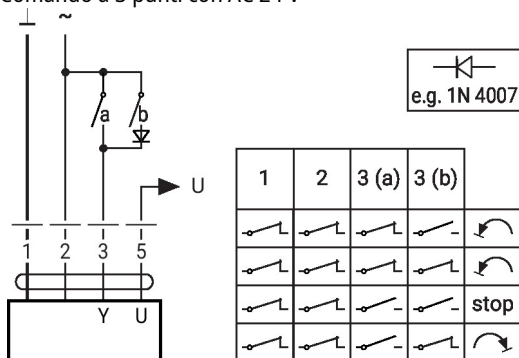 Comando a 3 punti con AC 24 V
⊥ ~
a b
e.g. 1N 4007
U
1 2 3 (a) 3 (b)
1 2 3 5
stop
Y U